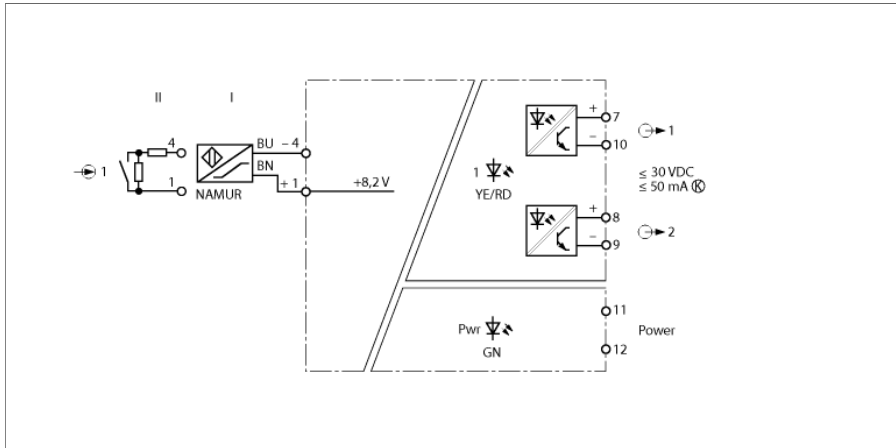 II I
4 BU − 4
1 BN
1 NAMUR + 1 +8,2 V
1 YE/RD
+ 7
− 10
1
≤ 30 VDC
≤ 50 mA Ⓚ
+ 8
− 9
2
Pwr
GN
11
12
Power